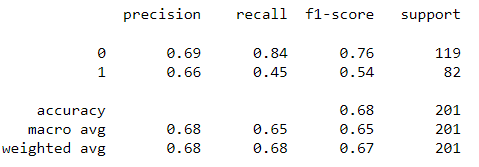 precision recall f1-score support
0 0.69 0.84 0.76 119
1 0.66 0.45 0.54 82
accuracy 0.68 201
macro avg 0.68 0.65 0.65 201
weighted avg 0.68 0.68 0.67 201